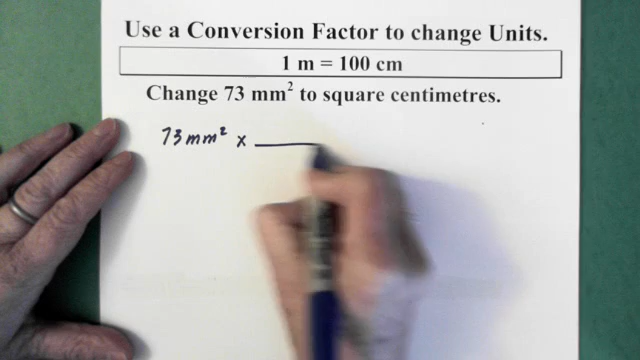 Use a Conversion Factor to change Units.
1 m = 100 cm
Change 73 mm² to square centimetres.
73 mm² x